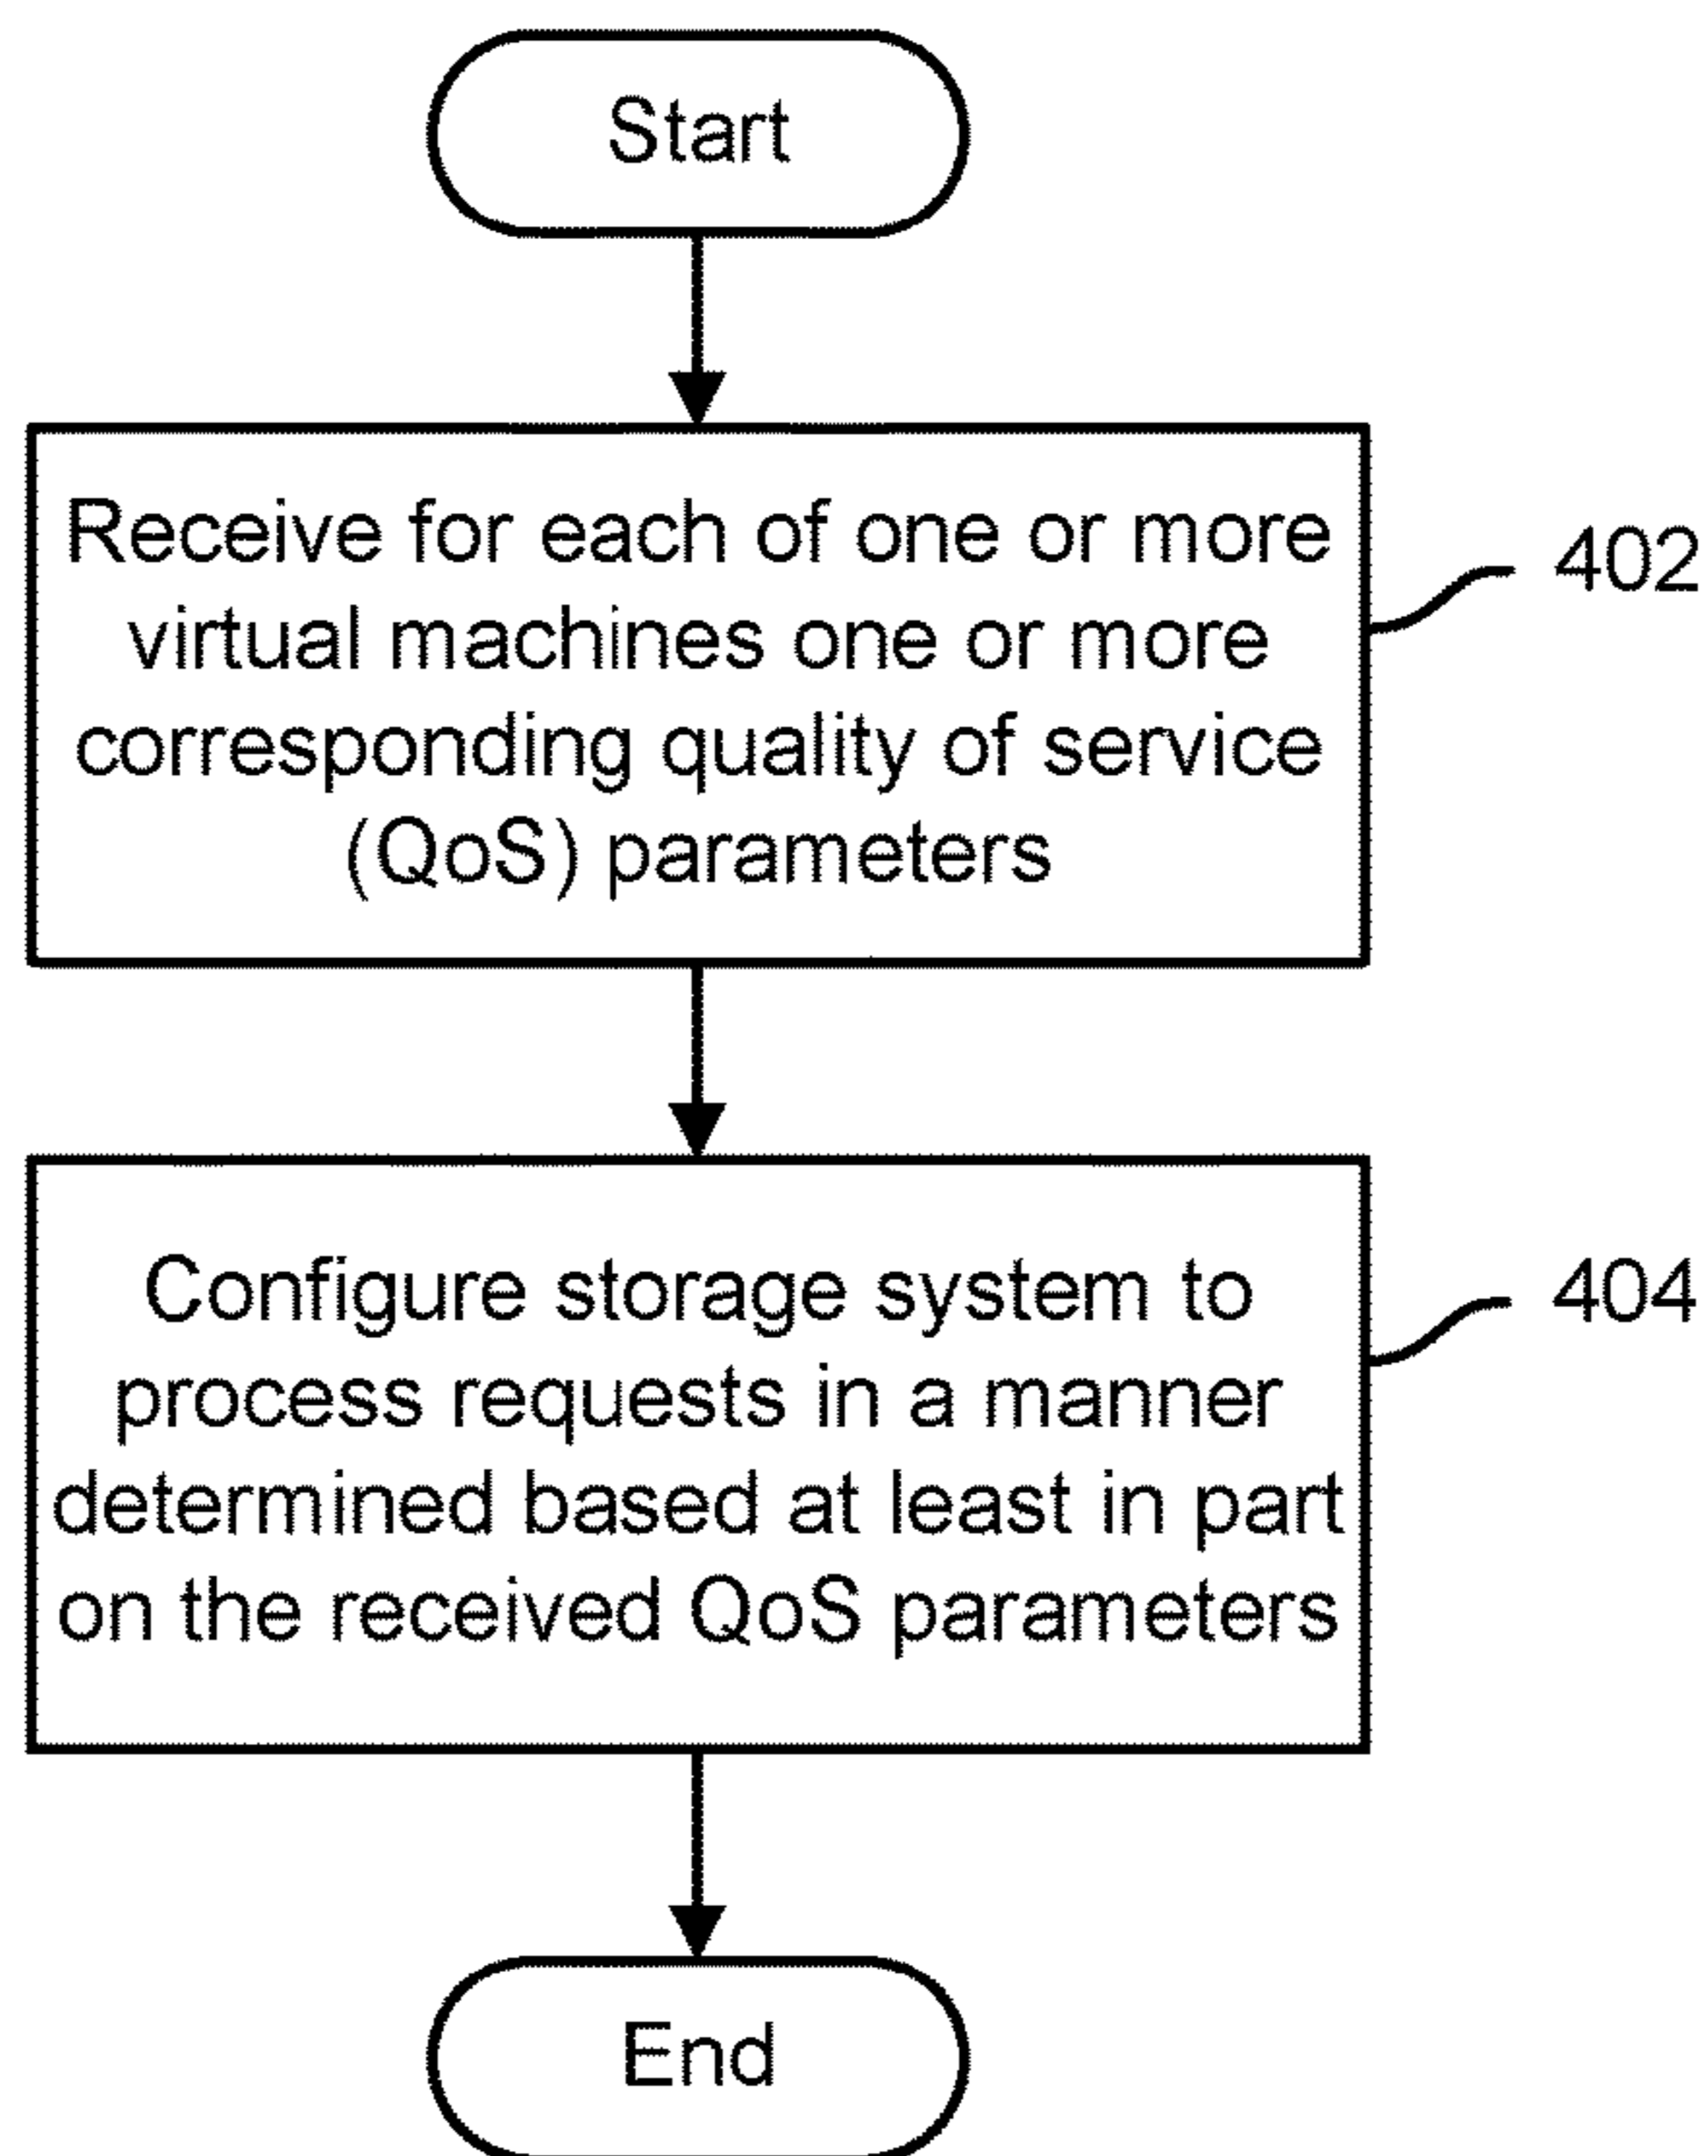 Start
Receive for each of one or more
virtual machines one or more
corresponding quality of service
(QoS) parameters
402
Configure storage system to
process requests in a manner
determined based at least in part
on the received QoS parameters
404
End